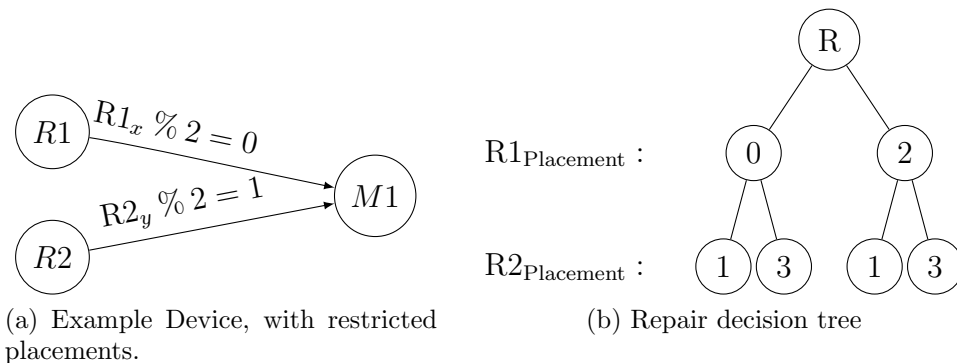 R1
R1x % 2 = 0
R2y % 2 = 1
R2
M1
(a) Example Device, with restricted
placements.
R
R1Placement :
0
2
R2Placement :
1
3
1
3
(b) Repair decision tree